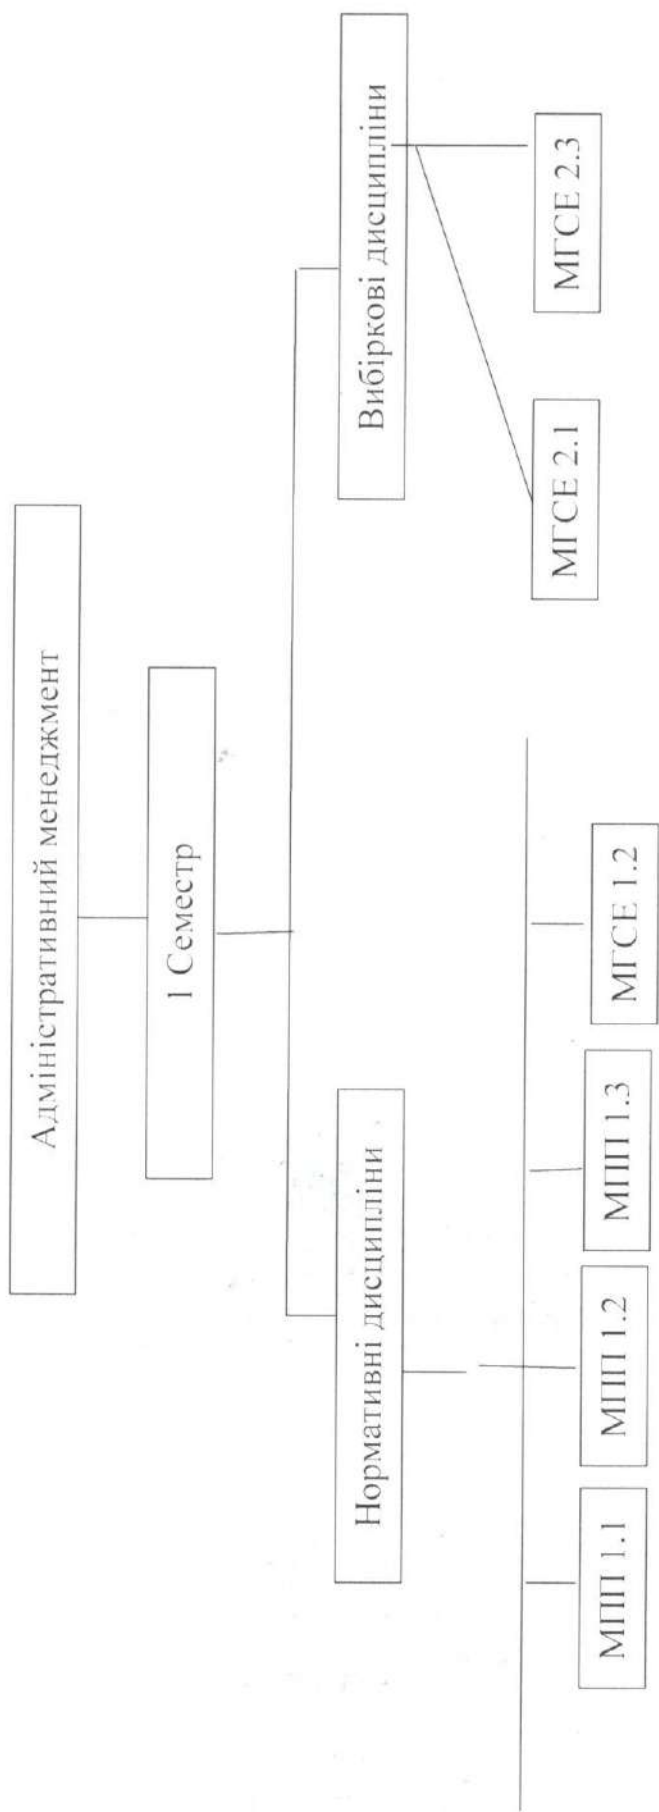 Адміністративний менеджмент
1 Семестр
Нормативні дисципліни
Вибіркові дисципліни
МПП 1.1
МПП 1.2
МПП 1.3
МГСЕ 1.2
МГСЕ 2.1
МГСЕ 2.3